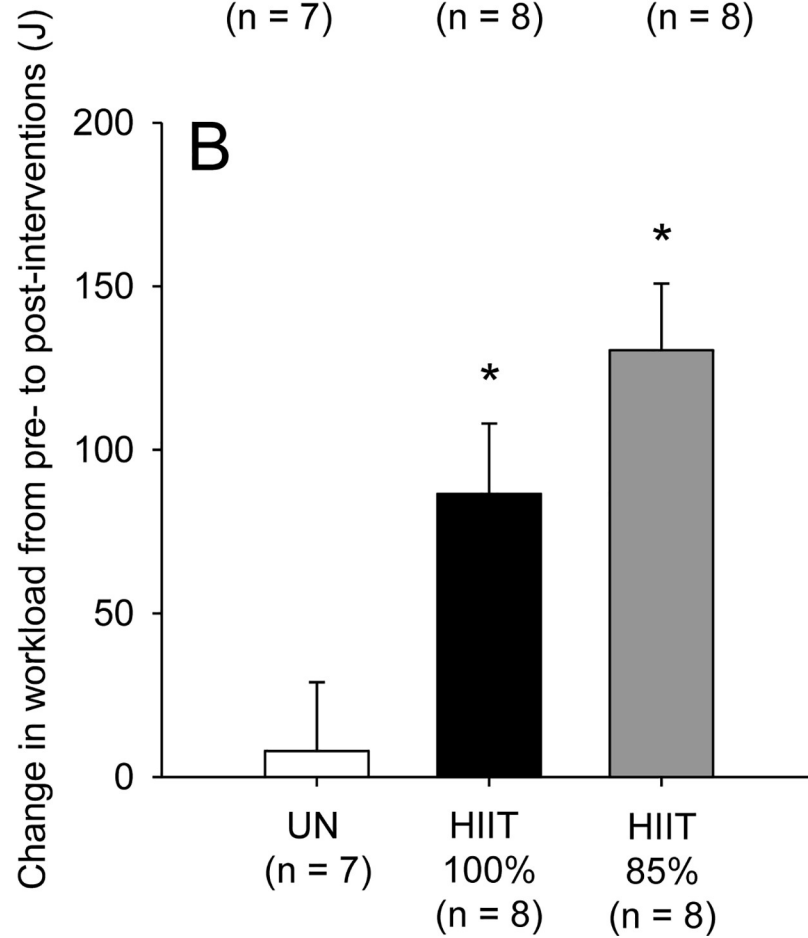 (n = 7) (n = 8) (n = 8)
Change in workload from pre- to post-interventions (J)
B
200
150
100
50
0
*
*
UN HIIT HIIT
(n = 7) 100% 85%
(n = 8) (n = 8)